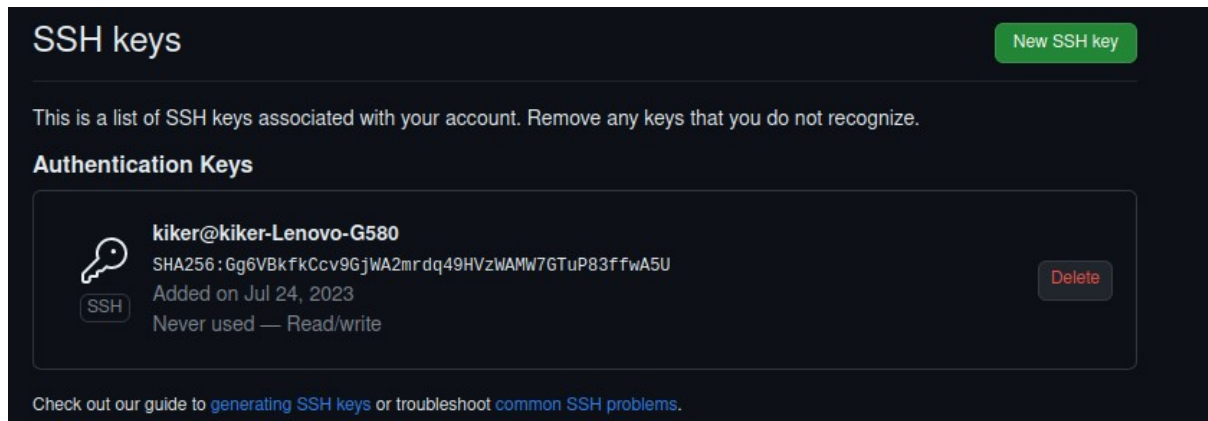 SSH keys
New SSH key
This is a list of SSH keys associated with your account. Remove any keys that you do not recognize.
Authentication Keys
kiker@kiker-Lenovo-G580
SHA256:Gg6VBkfkCcv9GjWA2mrdq49HVzWAMW7GTuP83ffwA5U
Added on Jul 24, 2023
Never used — Read/write
SSH
Delete
Check out our guide to generating SSH keys or troubleshoot common SSH problems.